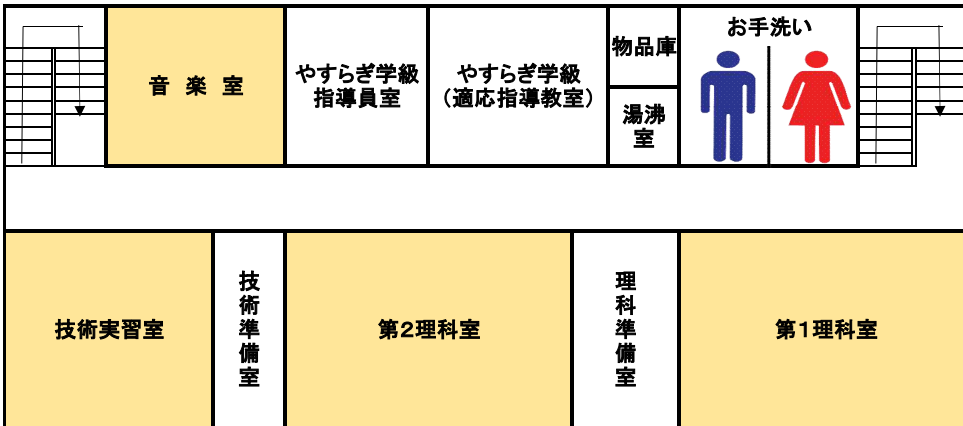 音楽室
やすらぎ学級
指導員室
やすらぎ学級
（適応指導教室）
物品庫
湯沸
室
お手洗い
技術実習室
技術準備室
第２理科室
理科準備室
第１理科室